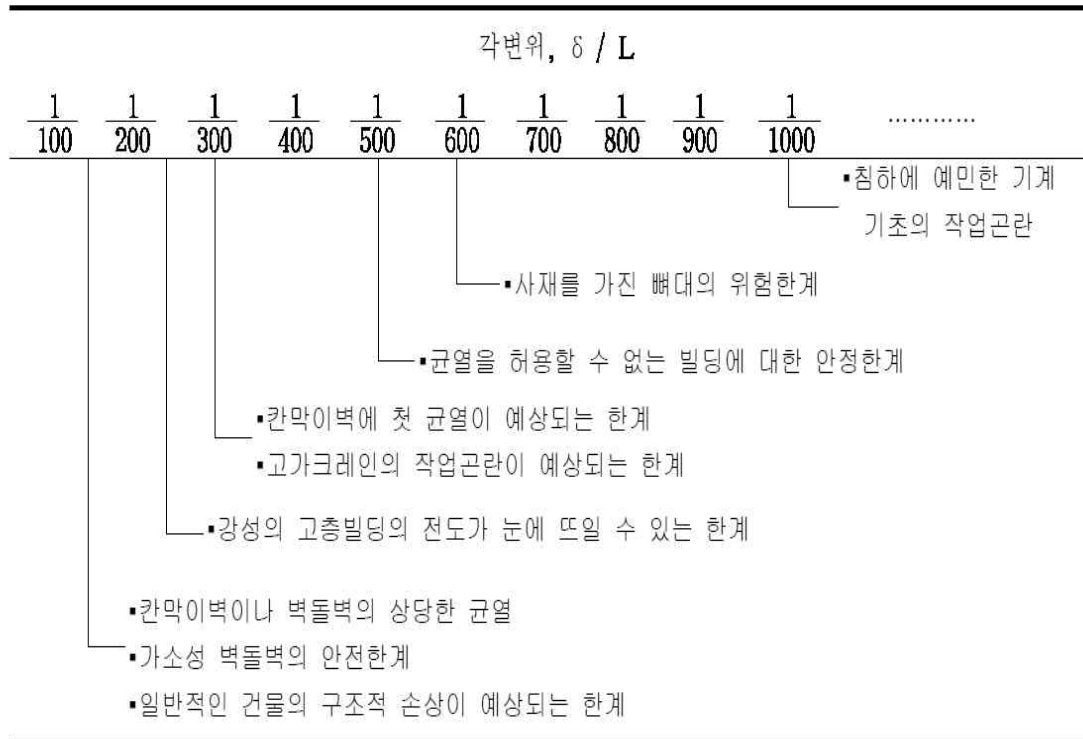 각변위, δ / L
1/100 1/200 1/300 1/400 1/500 1/600 1/700 1/800 1/900 1/1000 …………
▪침하에 예민한 기계
기초의 작업곤란
▪사재를 가진 뼈대의 위험한계
▪균열을 허용할 수 없는 빌딩에 대한 안정한계
▪칸막이벽에 첫 균열이 예상되는 한계
▪고가크레인의 작업곤란이 예상되는 한계
▪강성의 고층빌딩의 전도가 눈에 뜨일 수 있는 한계
▪칸막이벽이나 벽돌벽의 상당한 균열
▪가소성 벽돌벽의 안전한계
▪일반적인 건물의 구조적 손상이 예상되는 한계